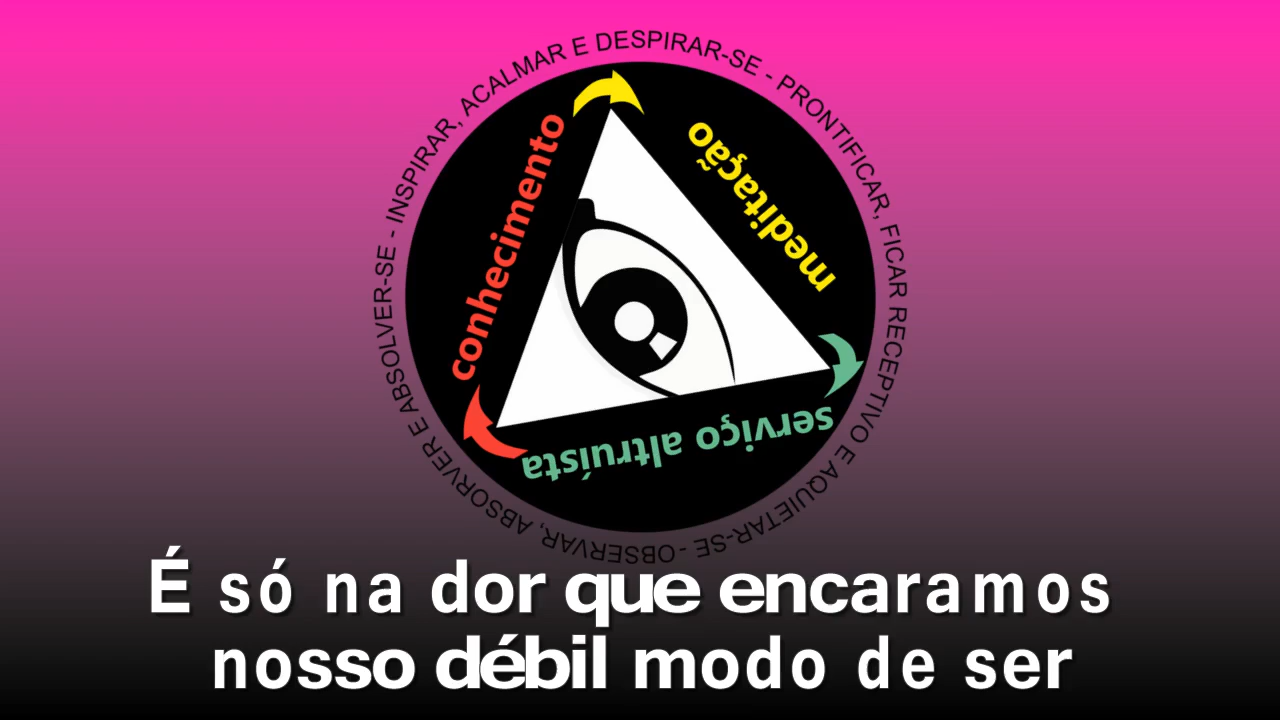 INSPIRAR, ACALMAR E DESPIRAR-SE - PRONTIFICAR, FICAR RECEPTIVO E AQUIETAR-SE -OBSERVAR, ABSORVER E ABSOLVER-SE -
conhecimento
meditação
serviço altruísta
É só na dor que encaramos
nosso débil modo de ser